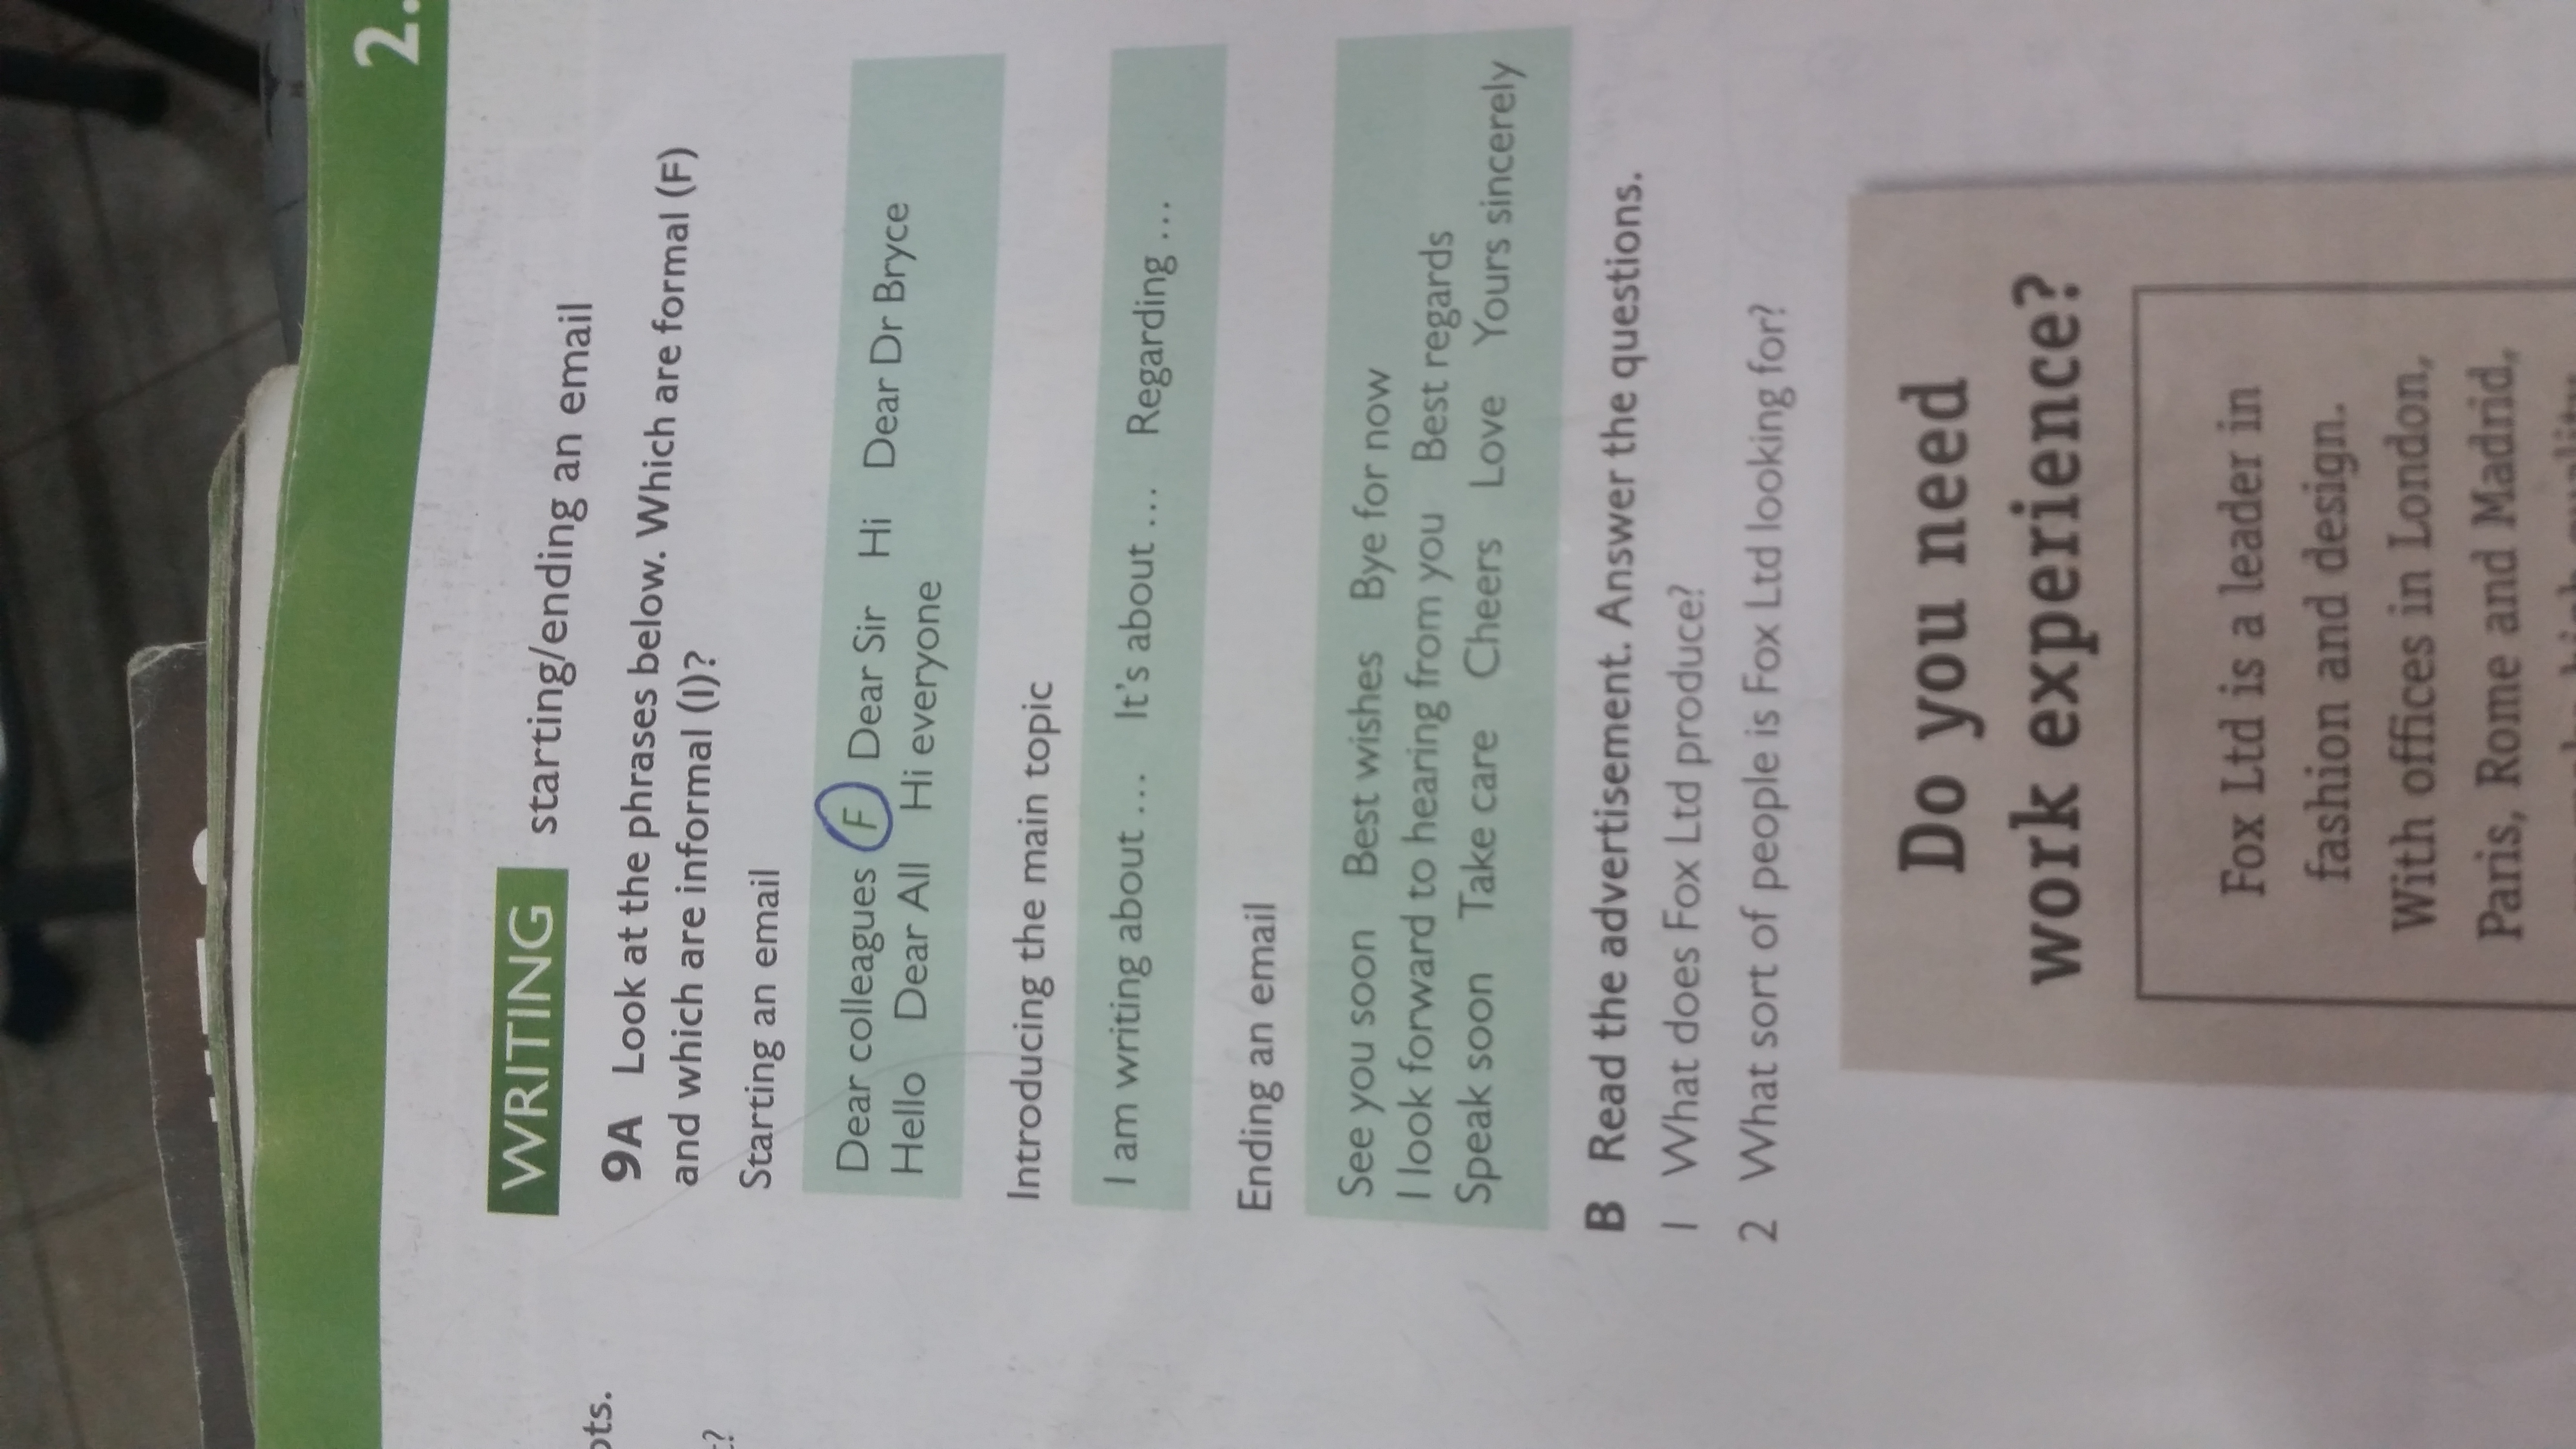 2.
WRITING starting/ending an email
9A Look at the phrases below. Which are formal (F)
and which are informal (I)?
Starting an email
Dear colleagues F Dear Sir Hi Dear Dr Bryce
Hello Dear All Hi everyone
Introducing the main topic
I am writing about ... It's about ... Regarding ...
Ending an email
See you soon Best wishes Bye for now
I look forward to hearing from you Best regards
Speak soon Take care Cheers Love Yours sincerely
B Read the advertisement. Answer the questions.
1 What does Fox Ltd produce?
2 What sort of people is Fox Ltd looking for?
Do you need
work experience?
Fox Ltd is a leader in
fashion and design.
With offices in London,
Paris, Rome and Madrid,